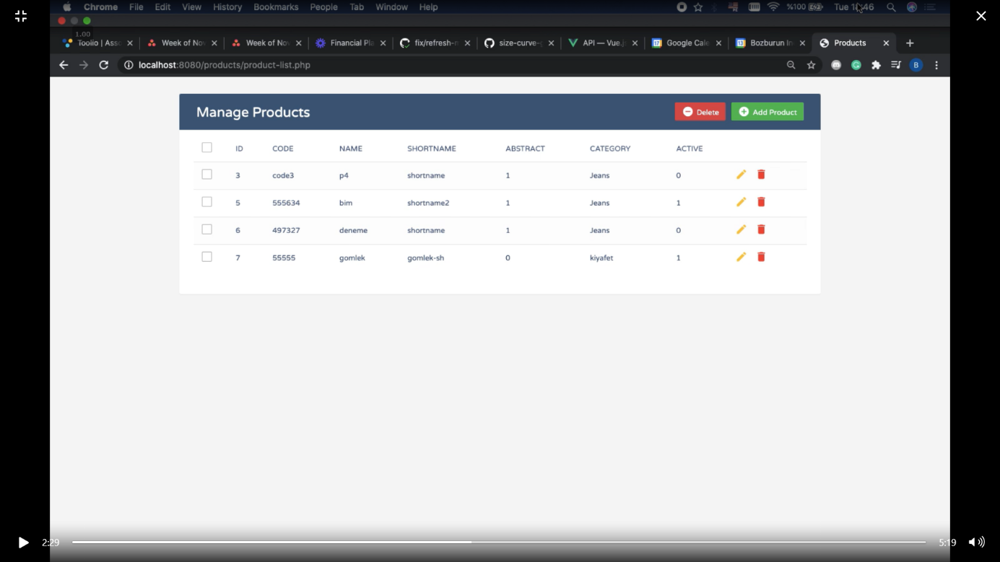 Chrome File Edit View History Bookmarks People Tab Window Help %100 Tue
1.00
Toolio | Asso Week of Nov Week of Nov Financial Pla fix/refresh- size-curve- API — Vue.j Google Cale Bozburun In Products
localhost:8080/products/product-list.php B
Manage Products Delete Add Product
ID CODE NAME SHORTNAME ABSTRACT CATEGORY ACTIVE
3 code3 p4 shortname 1 Jeans 0
5 555634 bim shortname2 1 Jeans 1
6 497327 deneme shortname 1 Jeans 0
7 55555 gomlek gomlek-sh 0 kiyafet 1
2:29 5:19